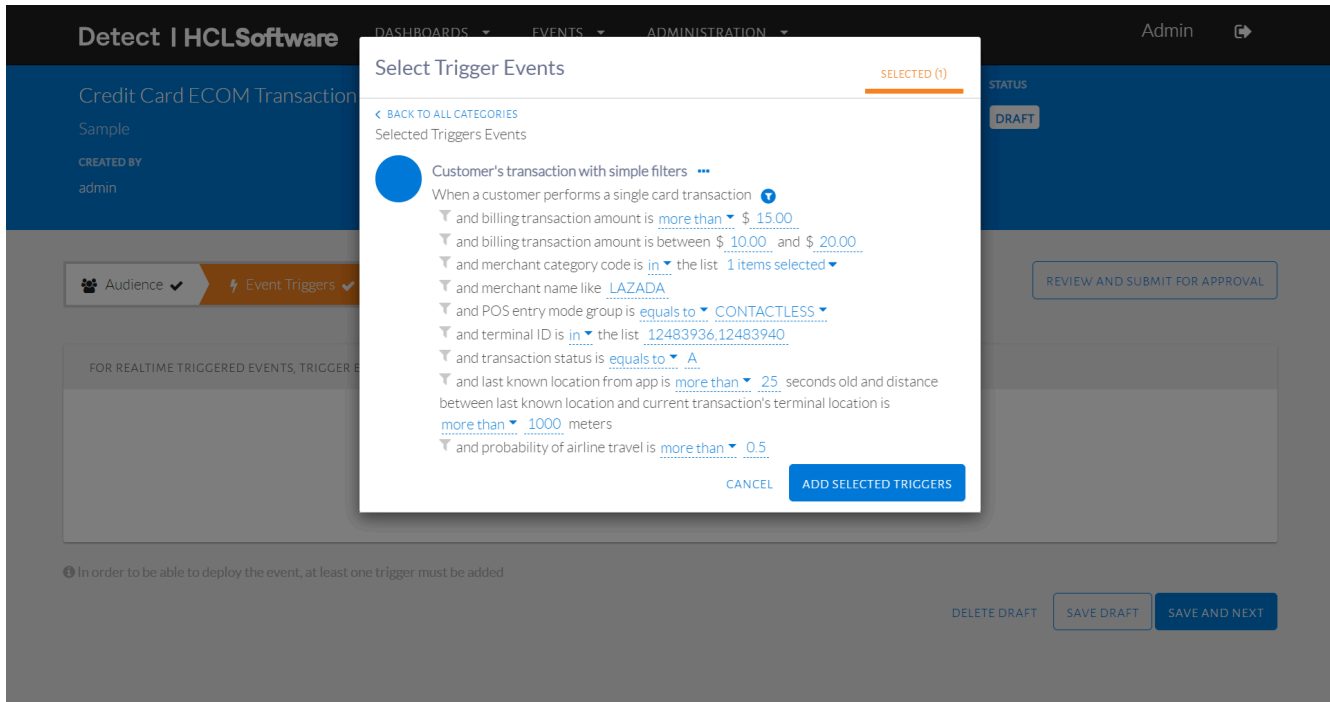 Detect | HCLSoftware DASHBOARDS EVENTS ADMINISTRATION Admin
Select Trigger Events SELECTED (1)
Credit Card ECOM Transaction
Sample
CREATED BY
admin
STATUS
DRAFT
BACK TO ALL CATEGORIES
Selected Triggers Events
Customer's transaction with simple filters •••
When a customer performs a single card transaction
and billing transaction amount is more than $ 15.00
and billing transaction amount is between $ 10.00 and $ 20.00
and merchant category code is in the list 1 items selected
and merchant name like LAZADA
and POS entry mode group is equals to CONTACTLESS
and terminal ID is in the list 12483936,12483940
and transaction status is equals to A
and last known location from app is more than 25 seconds old and distance
between last known location and current transaction's terminal location is
more than 1000 meters
and probability of airline travel is more than 0.5
CANCEL ADD SELECTED TRIGGERS
Audience Event Triggers
REVIEW AND SUBMIT FOR APPROVAL
FOR REALTIME TRIGGERED EVENTS, TRIGGER E
In order to be able to deploy the event, at least one trigger must be added
DELETE DRAFT SAVE DRAFT SAVE AND NEXT